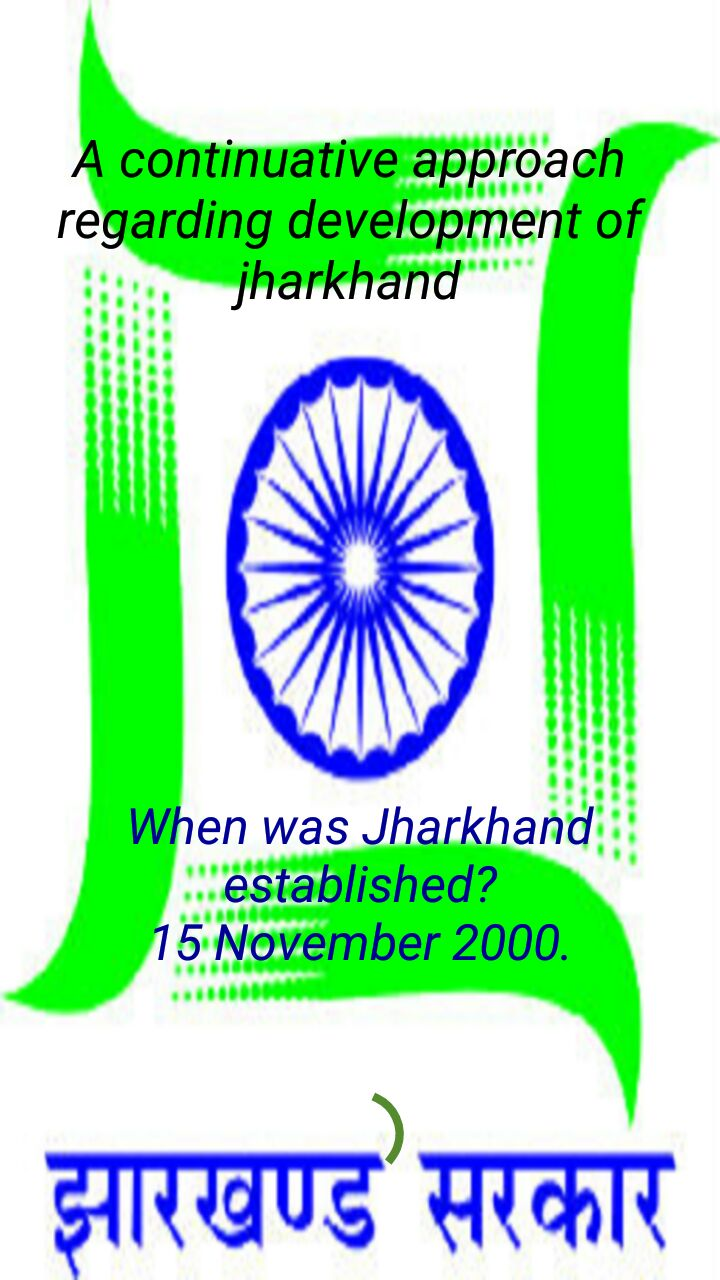 A continuative approach
regarding development of
jharkhand
When was Jharkhand
established?
15 November 2000.
झारखण्ड सरकार